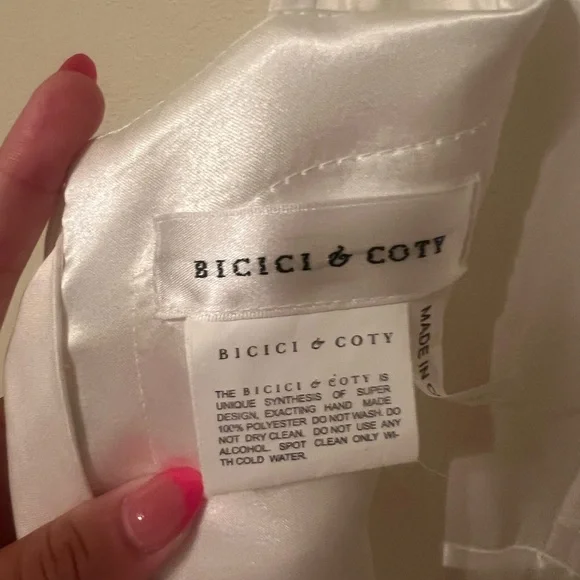 BICICI & COTY
BICICI & COTY
THE BICICI & COTY IS
UNIQUE SYNTHESIS OF SUPER
DESIGN, EXACTING HAND MADE
100% POLYESTER DO NOT WASH. DO
NOT DRY CLEAN. DO NOT USE ANY
ALCOHOL. SPOT CLEAN ONLY WI-
TH COLD WATER.
MADE IN